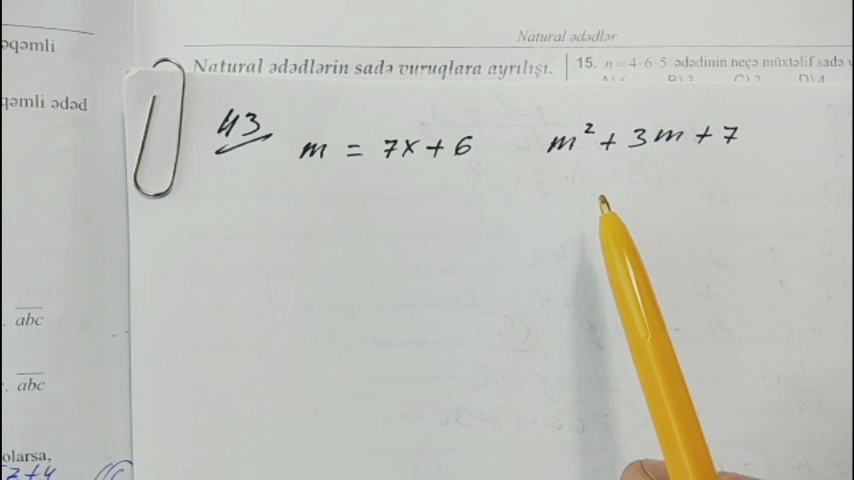 Natural ədədlər
əqəmli
Natural ədədlərin sadə vuruqlara ayrılışı.
15. n = 4·6·5 ədədinin neçə müxtəlif sadə
qəmli ədəd
43
m = 7x + 6
m² + 3m + 7
abc
abc
olarsa,